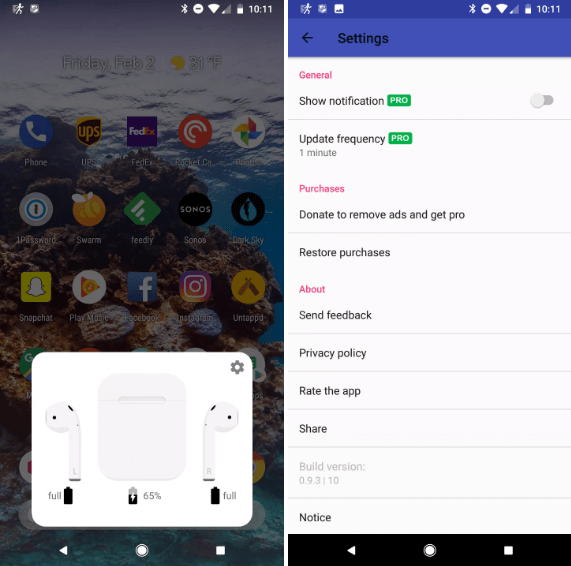 10:11
Friday, Feb 2 31°F
ups
FedEx
SONOS
Phone
UPS
FedEx
Pocket Ca..
Photos
1Password
Swarm
feedly
Sonos
Dark Sky
Snapchat
Play Music
Facebook
Instagram
Untappd
L
R
full
65%
full
10:11
Settings
General
Show notification PRO
Update frequency PRO
1 minute
Purchases
Donate to remove ads and get pro
Restore purchases
About
Send feedback
Privacy policy
Rate the app
Share
Build version:
0.9.3 | 10
Notice